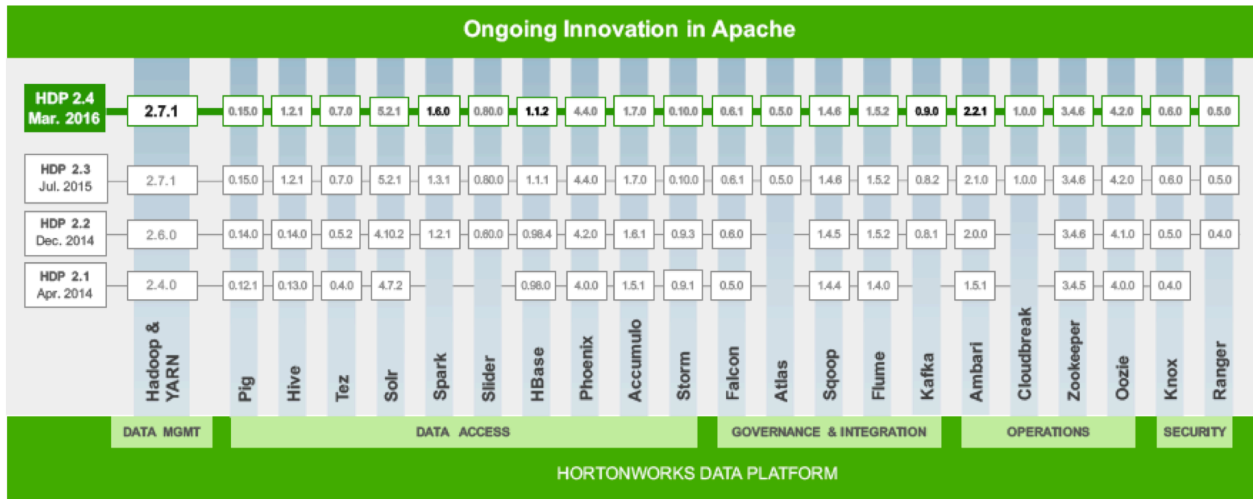 Ongoing Innovation in Apache
HDP 2.4
Mar. 2016
2.7.1 0.15.0 1.2.1 0.7.0 5.2.1 1.6.0 0.80.0 1.1.2 4.4.0 1.7.0 0.10.0 0.6.1 0.5.0 1.4.6 1.5.2 0.9.0 2.2.1 1.0.0 3.4.6 4.2.0 0.6.0 0.5.0
HDP 2.3
Jul. 2015
2.7.1 0.15.0 1.2.1 0.7.0 5.2.1 1.3.1 0.80.0 1.1.1 4.4.0 1.7.0 0.10.0 0.6.1 0.5.0 1.4.6 1.5.2 0.8.2 2.1.0 1.0.0 3.4.6 4.2.0 0.6.0 0.5.0
HDP 2.2
Dec. 2014
2.6.0 0.14.0 0.14.0 0.5.2 4.10.2 1.2.1 0.60.0 0.98.4 4.2.0 1.6.1 0.9.3 0.6.0 1.4.5 1.5.2 0.8.1 2.0.0 3.4.6 4.1.0 0.5.0 0.4.0
HDP 2.1
Apr. 2014
2.4.0 0.12.1 0.13.0 0.4.0 4.7.2 0.98.0 4.0.0 1.5.1 0.9.1 0.5.0 1.4.4 1.4.0 1.5.1 3.4.5 4.0.0 0.4.0
Hadoop &
YARN
Pig
Hive
Tez
Solr
Spark
Slider
HBase
Phoenix
Accumulo
Storm
Falcon
Atlas
Sqoop
Flume
Kafka
Ambari
Cloudbreak
Zookeeper
Oozie
Knox
Ranger
DATA MGMT DATA ACCESS GOVERNANCE & INTEGRATION OPERATIONS SECURITY
HORTONWORKS DATA PLATFORM